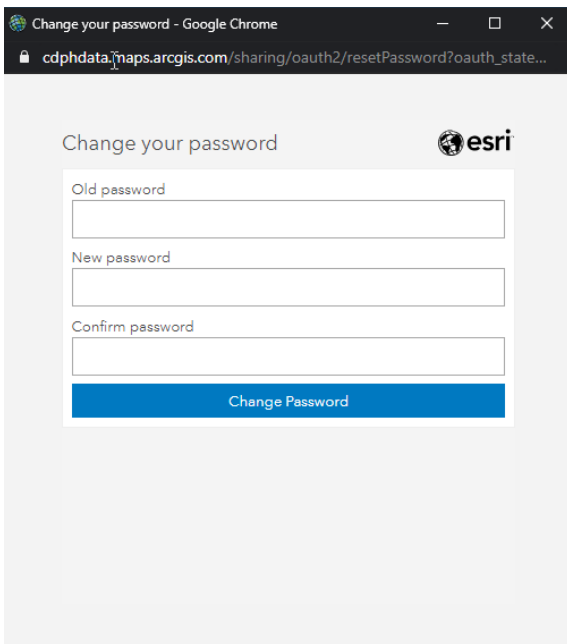 Change your password - Google Chrome
cdphdata.maps.arcgis.com/sharing/oauth2/resetPassword?oauth_state...
Change your password
esri
Old password
New password
Confirm password
Change Password